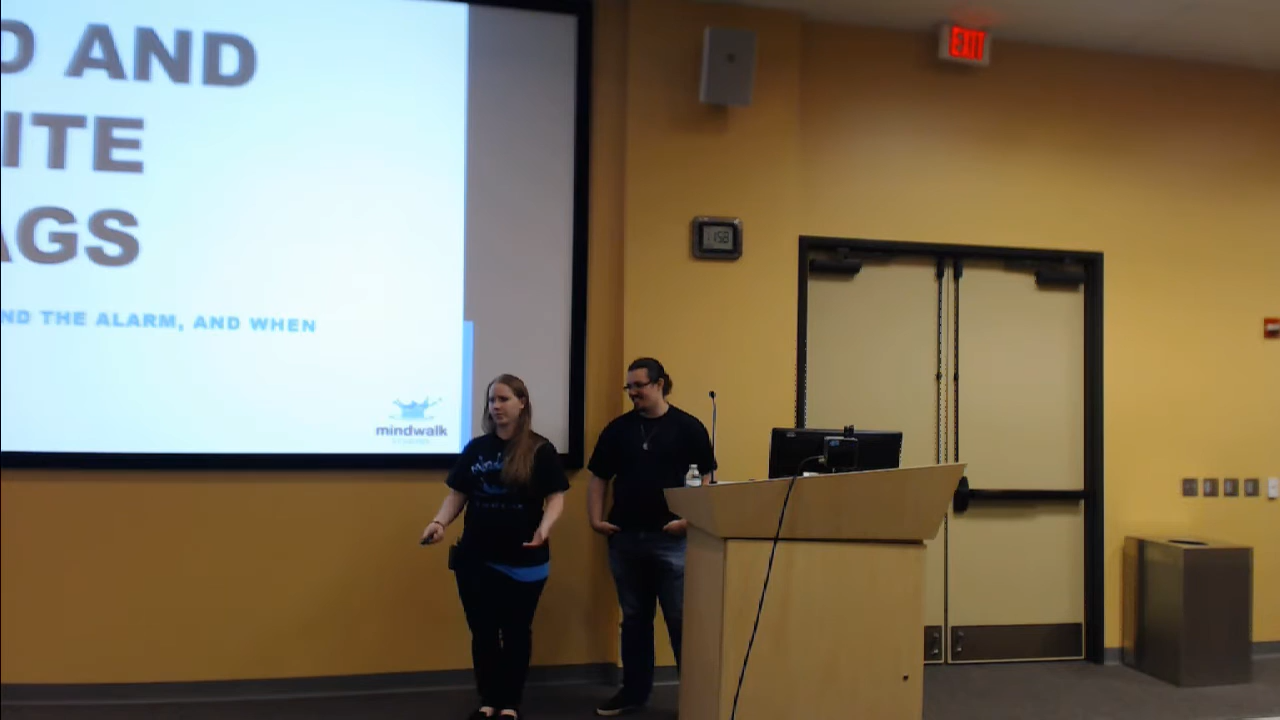 AND
ITE
AGS
ND THE ALARM, AND WHEN
mindwalk
EXIT